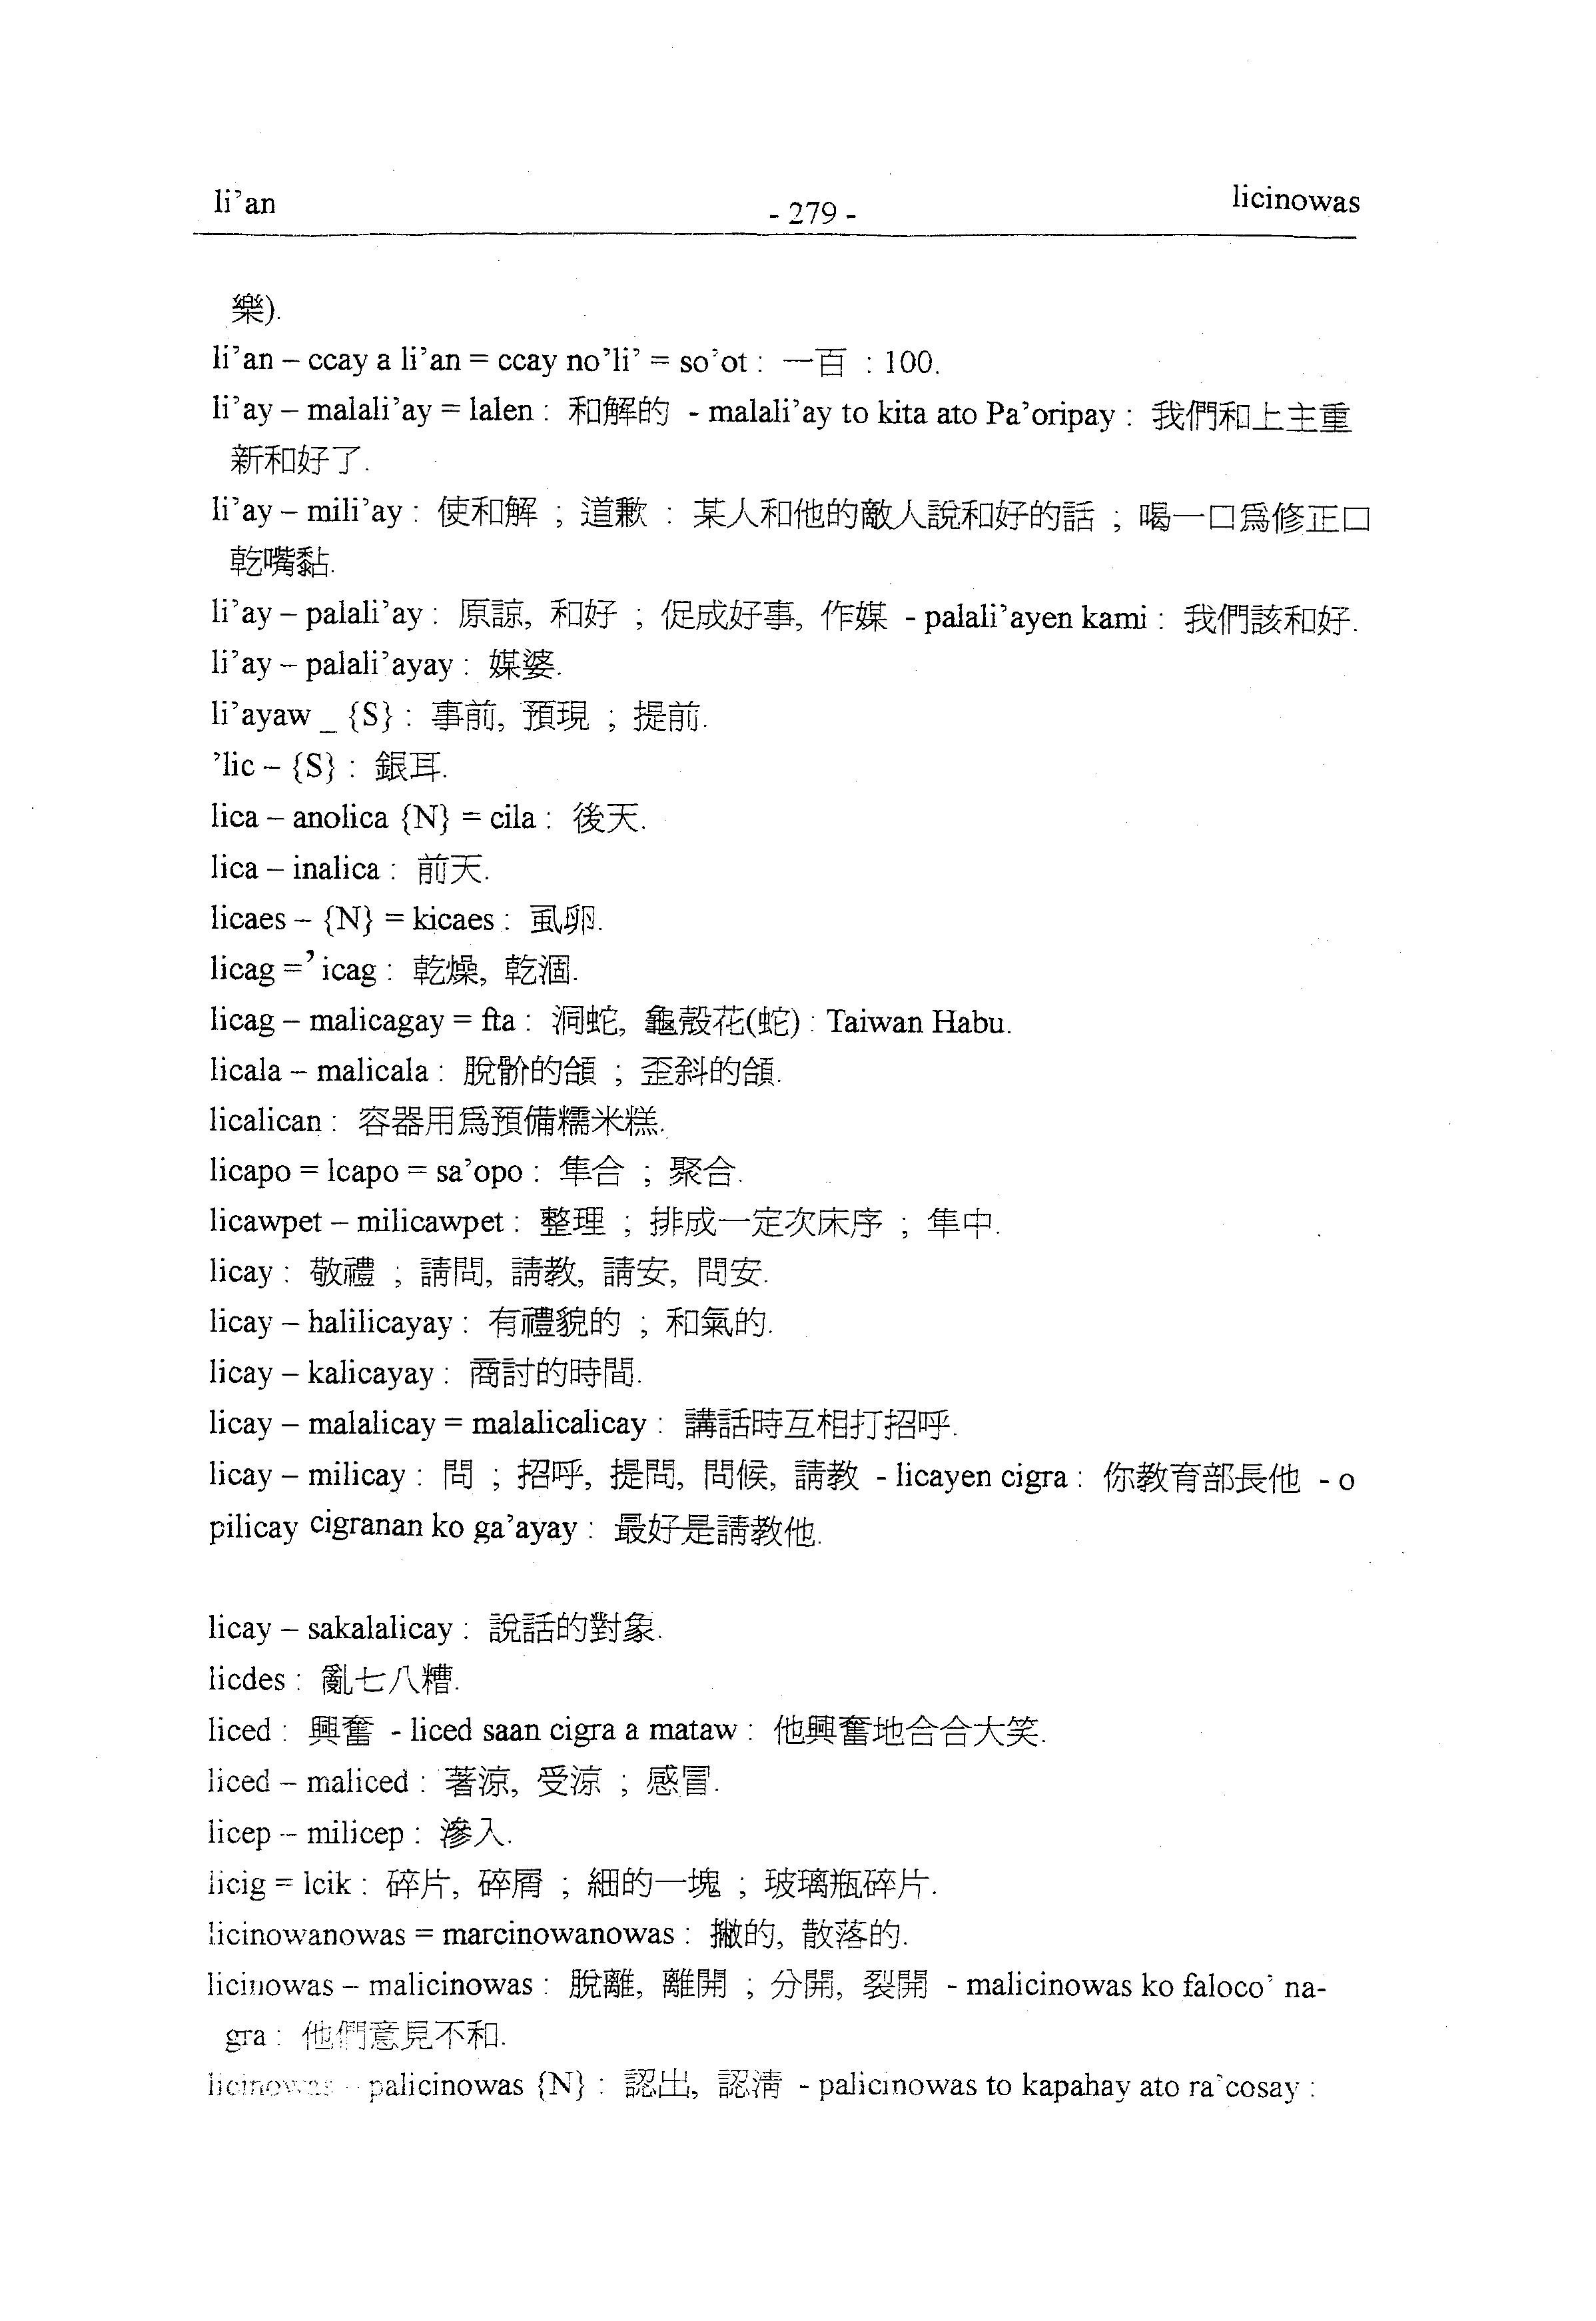 li’an
- 279 -
licinowas
樂).
li’an – ccay a li’an = ccay no’li’ = so’ot : 一百 : 100.
li’ay – malali’ay = lalen : 和解的 - malali’ay to kita ato Pa’oripay : 我們和上主重
新和好了.
li’ay – mili’ay : 使和解 ; 道歉 : 某人和他的敵人說和好的話 ; 喝一口爲修正口
乾嘴黏.
li’ay – palali’ay : 原諒, 和好 ; 促成好事, 作媒 - palali’ayen kami : 我們該和好.
li’ay – palali’ayay : 媒婆.
li’ayaw _ {S} : 事前, 預現 ; 提前.
’lic – {S} : 銀耳.
lica – anolica {N} = cila : 後天.
lica – inalica : 前天.
licaes – {N} = kicaes : 虱卵.
licag =’ icag : 乾燥, 乾涸.
licag – malicagay = fta : 洞蛇, 龜殼花(蛇) : Taiwan Habu.
licala – malicala : 脫骱的頷 ; 歪斜的頷.
licalican : 容器用爲預備糯米糕.
licapo = lcapo = sa’opo : 隼合 ; 聚合.
licawpet – milicawpet : 整理 ; 排成一定次床序 ; 隼中.
licay : 敬禮 ; 請問, 請教, 請安, 問安.
licay – halilicayay : 有禮貌的 ; 和氣的.
licay – kalicayay : 商討的時間.
licay – malalicay = malalicalicay : 講話時互相打招呼.
licay – milicay : 問 ; 招呼, 提問, 問候, 請教 - licayen cigra : 你教育部長他 - o
pilicay cigranan ko ga’ayay : 最好是請教他.
licay – sakalalicay : 說話的對象.
licdes : 亂七八糟.
liced : 興奮 - liced saan cigra a mataw : 他興奮地合合大笑.
liced – maliced : 著涼, 受涼 ; 感冒.
licep – milicep : 滲入.
licig = lcik : 碎片, 碎屑 ; 細的一塊 ; 玻璃瓶碎片.
licinowanowas = marcinowanowas : 撇的, 散落的.
licinowas – malicinowas : 脫離, 離開 ; 分開, 裂開 - malicinowas ko faloco’ na-
gra : 他們意見不和.
licinowas – palicinowas {N} : 認出, 認清 - palicinowas to kapahay ato ra’cosay :